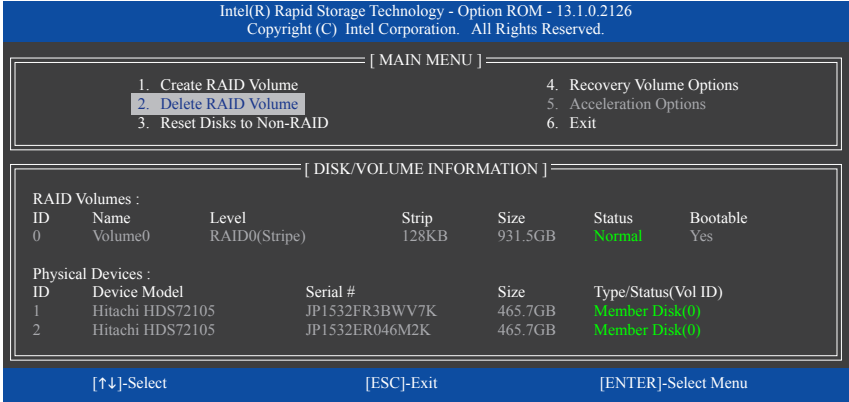 Intel(R) Rapid Storage Technology - Option ROM - 13.1.0.2126
Copyright (C) Intel Corporation. All Rights Reserved.
[ MAIN MENU ]
1. Create RAID Volume 4. Recovery Volume Options
2. Delete RAID Volume 5. Acceleration Options
3. Reset Disks to Non-RAID 6. Exit
[ DISK/VOLUME INFORMATION ]
RAID Volumes :
ID Name Level Strip Size Status Bootable
0 Volume0 RAID0(Stripe) 128KB 931.5GB Normal Yes
Physical Devices :
ID Device Model Serial # Size Type/Status(Vol ID)
1 Hitachi HDS72105 JP1532FR3BWV7K 465.7GB Member Disk(0)
2 Hitachi HDS72105 JP1532ER046M2K 465.7GB Member Disk(0)
[↑↓]-Select [ESC]-Exit [ENTER]-Select Menu